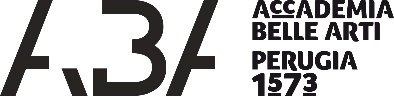 ABA
ACCADEMIA
BELLE ARTI
PERUGIA
1573